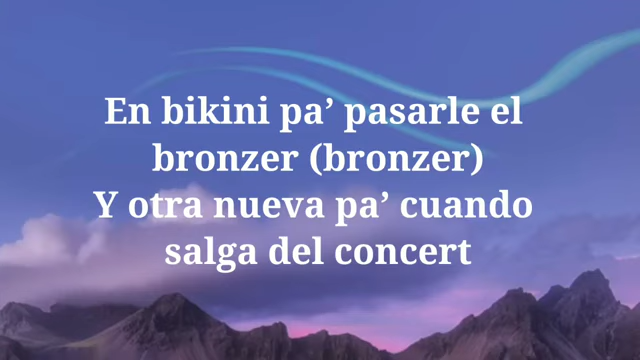 En bikini pa’ pasarle el
bronzer (bronzer)
Y otra nueva pa’ cuando
salga del concert